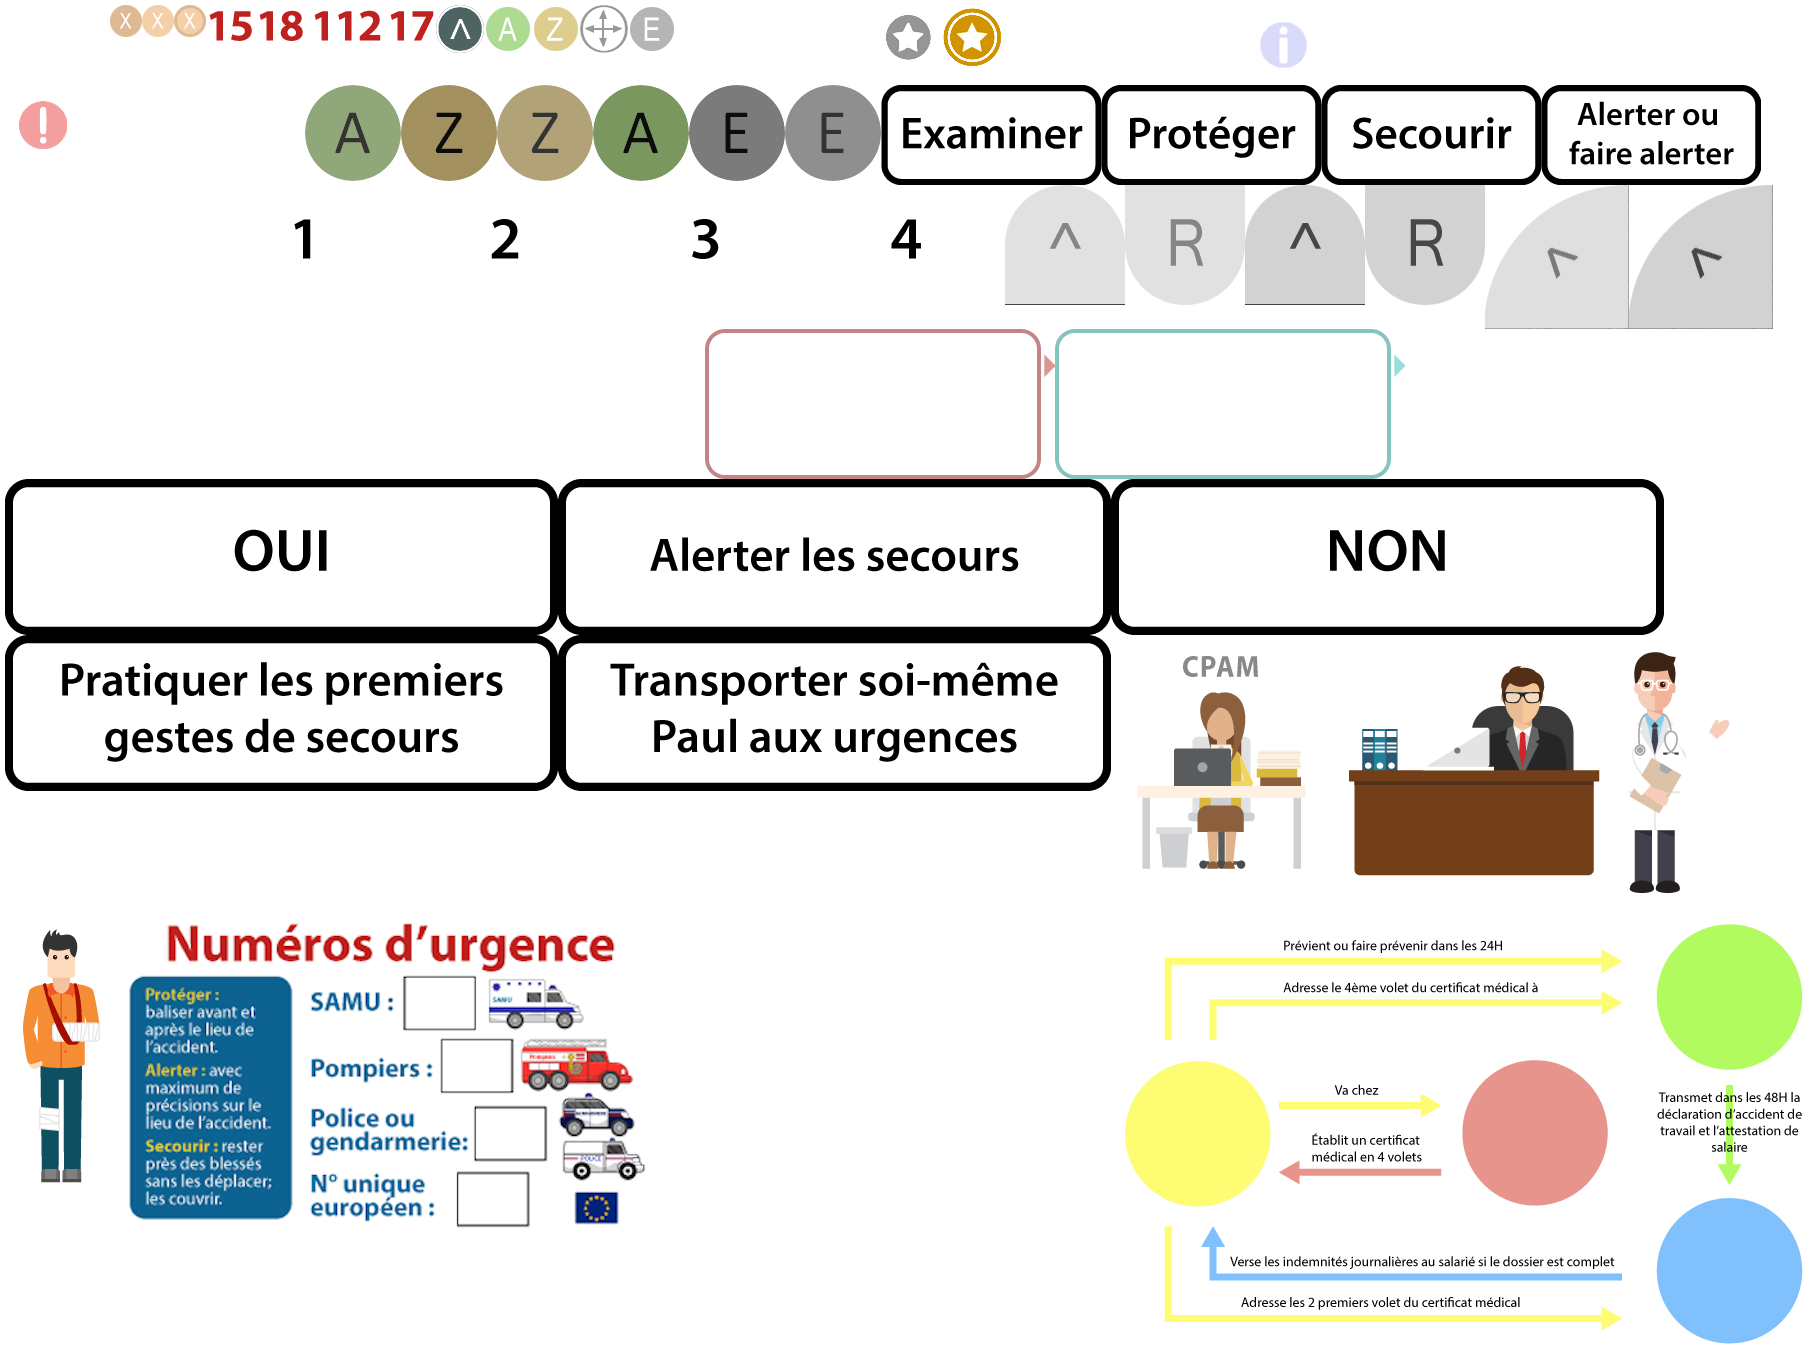 X X X 15 18 112 17 ^ A Z E
i
!
A Z Z A E E
Examiner
Protéger
Secourir
Alerter ou
faire alerter
1 2 3 4
^ R ^ R < <
OUI
Alerter les secours
NON
Pratiquer les premiers
gestes de secours
Transporter soi-même
Paul aux urgences
CPAM
Numéros d'urgence
Protéger :
baliser avant et
après le lieu de
l'accident.
Alerter : avec
maximum de
précisions sur le
lieu de l'accident.
Secourir : rester
près des blessés
sans les déplacer;
les couvrir.
SAMU :
SAMU
Pompiers :
POMPIERS
Police ou
gendarmerie:
GENDARMERIE
POLICE
N° unique
européen :
Prévient ou faire prévenir dans les 24H
Adresse le 4ème volet du certificat médical à
Va chez
Établit un certificat
médical en 4 volets
Transmet dans les 48H la
déclaration d'accident de
travail et l'attestation de
salaire
Verse les indemnités journalières au salarié si le dossier est complet
Adresse les 2 premiers volet du certificat médical